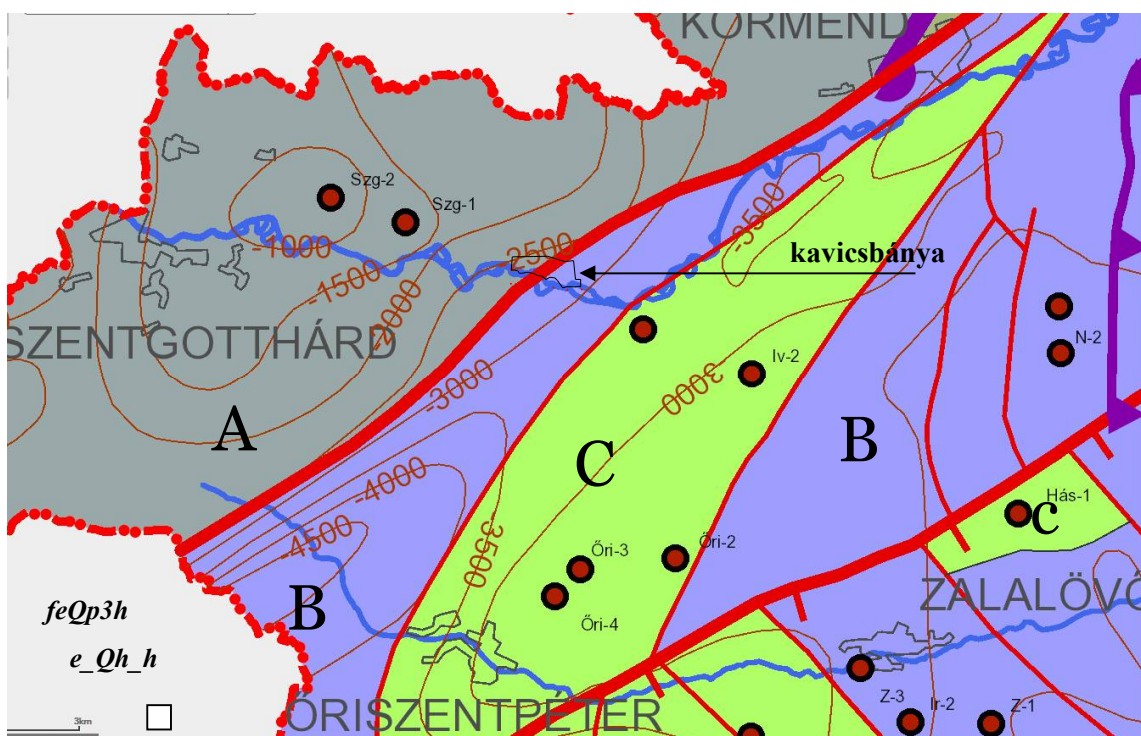 KÖRMEND
Szg-2
Szg-1
-1000
-1500
-2000
-2500
-3500
kavicsbánya
SZENTGOTTHÁRD
-3000
-3000
Iv-2
N-2
A
B
C
-4000
-4500
-3500
Hás-1
c
Őri-3
Őri-2
Őri-4
B
ZALALÖVŐ
feQp3h
e_Qh_h
3km
ŐRISZENTPÉTER
Z-3
Ir-2
Z-1